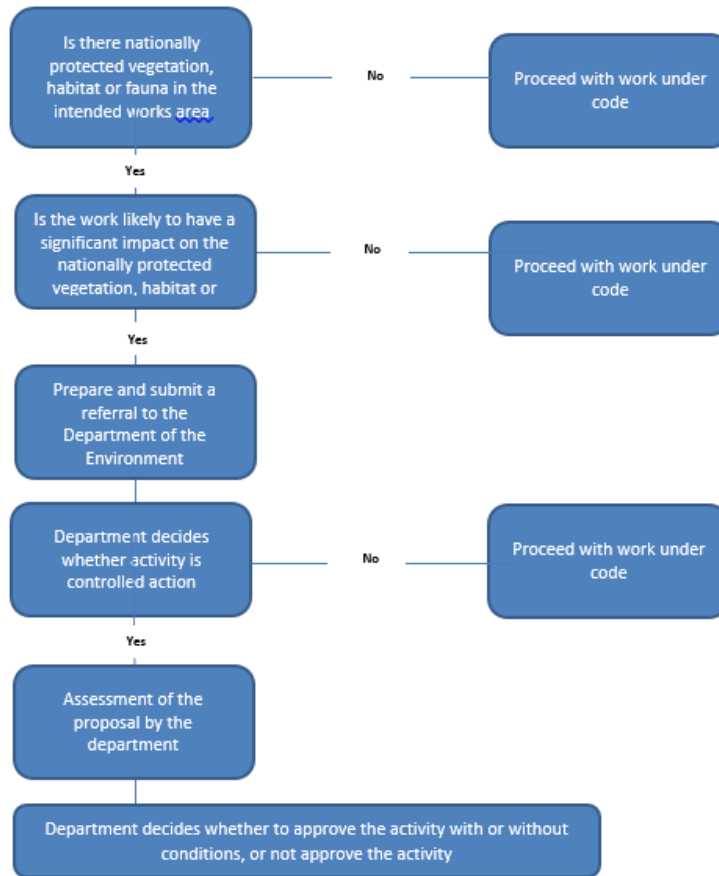 Is there nationally
protected vegetation,
habitat or fauna in the
intended works area
No
Proceed with work under
code
Yes
Is the work likely to have a
significant impact on the
nationally protected
vegetation, habitat or
No
Proceed with work under
code
Yes
Prepare and submit a
referral to the
Department of the
Environment
Department decides
whether activity is
controlled action
No
Proceed with work under
code
Yes
Assessment of the
proposal by the
department
Department decides whether to approve the activity with or without
conditions, or not approve the activity